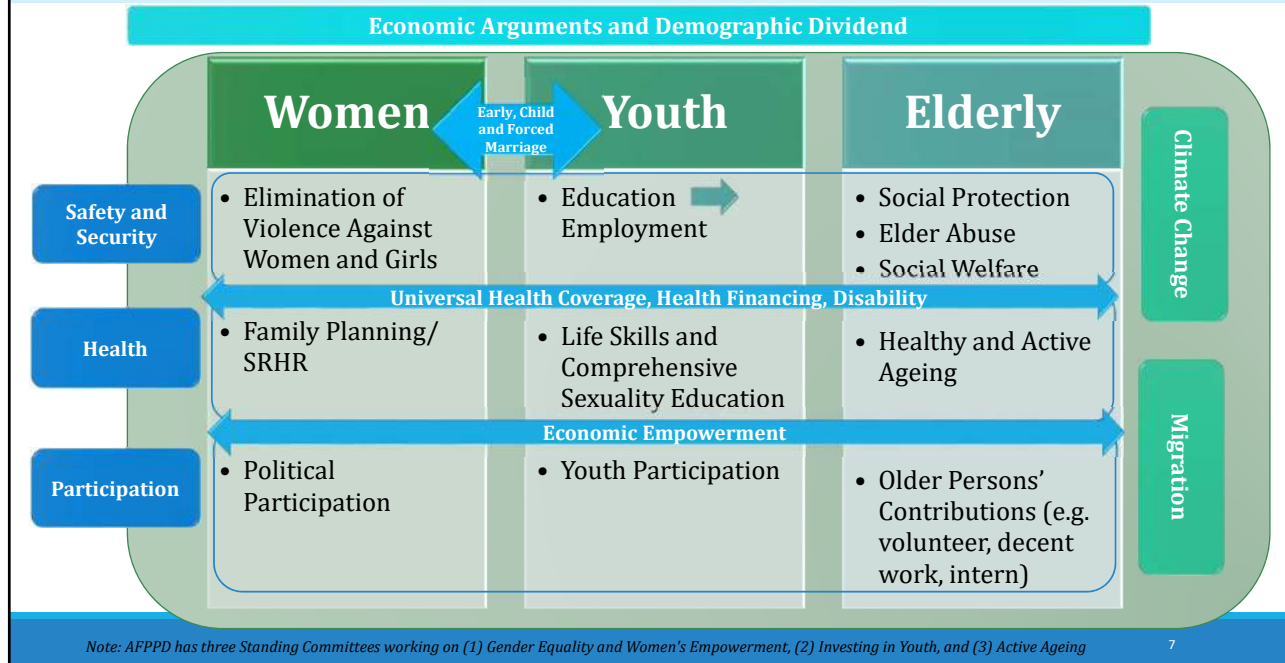 Economic Arguments and Demographic Dividend
Women
Early, Child
and Forced
Marriage
Youth
Elderly
Safety and
Security
• Elimination of
Violence Against
Women and Girls
• Education
Employment
• Social Protection
• Elder Abuse
• Social Welfare
Universal Health Coverage, Health Financing, Disability
Health
• Family Planning/
SRHR
• Life Skills and
Comprehensive
Sexuality Education
• Healthy and Active
Ageing
Economic Empowerment
Participation
• Political
Participation
• Youth Participation
• Older Persons’
Contributions (e.g.
volunteer, decent
work, intern)
Climate Change
Migration
Note: AFPPD has three Standing Committees working on (1) Gender Equality and Women's Empowerment, (2) Investing in Youth, and (3) Active Ageing
7